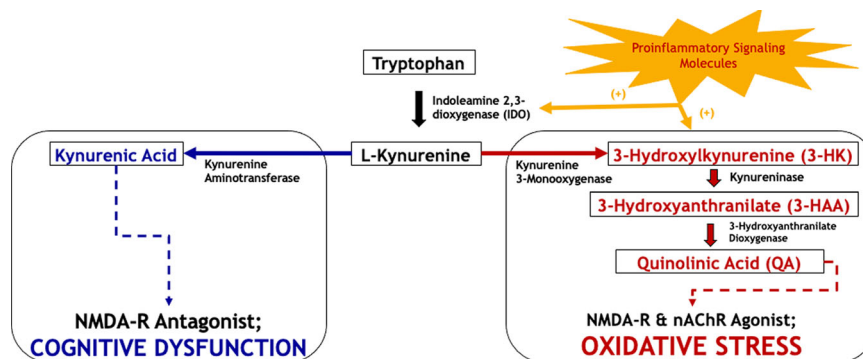 Proinflammatory Signaling
Molecules
Tryptophan
(+)
(+)
Indoleamine 2,3-
dioxygenase (IDO)
Kynurenic Acid
Kynurenine
Aminotransferase
L-Kynurenine
Kynurenine
3-Monooxygenase
3-Hydroxylkynurenine (3-HK)
Kynureninase
3-Hydroxyanthranilate (3-HAA)
3-Hydroxyanthranilate
Dioxygenase
Quinolinic Acid (QA)
NMDA-R Antagonist;
COGNITIVE DYSFUNCTION
NMDA-R & nAChR Agonist;
OXIDATIVE STRESS